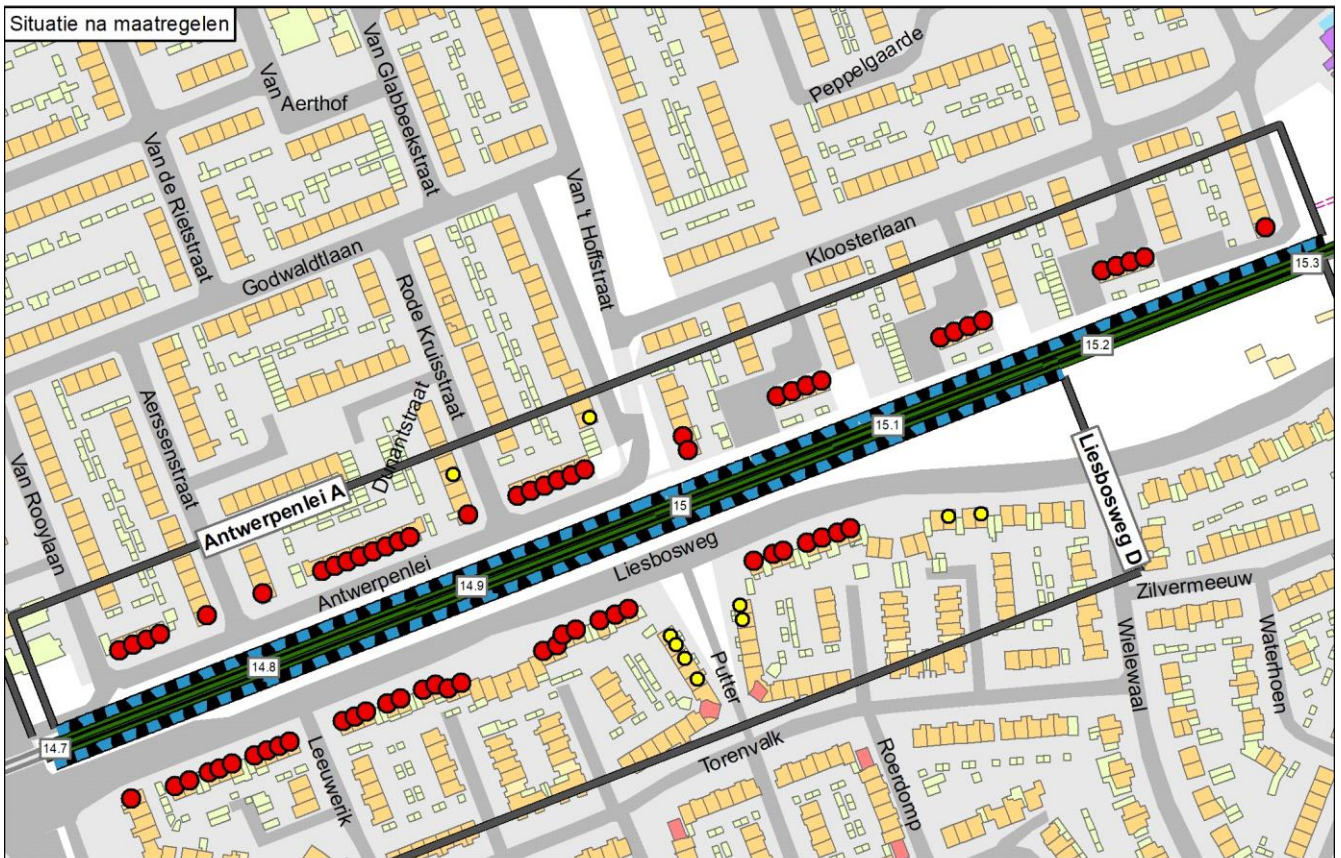 Situatie na maatregelen
Van Glabbeekstraat
Van
Aerthof
Peppelgaarde
Van de Rietstraat
Van 't Hoffstraat
Godwaldtlaan
Kloosterlaan
Rode Kruisstraat
15.3
15.2
Aerssenstraat
Dunantstraat
15.1
Van Rooylaan
Antwerpenlei A
Liesbosweg D
15
Antwerpenlei
14.9
Liesbosweg
Zilvermeeuw
14.8
Putter
Wielewaal
Waterhoen
14.7
Leeuwerik
Torenvalk
Roerdomp